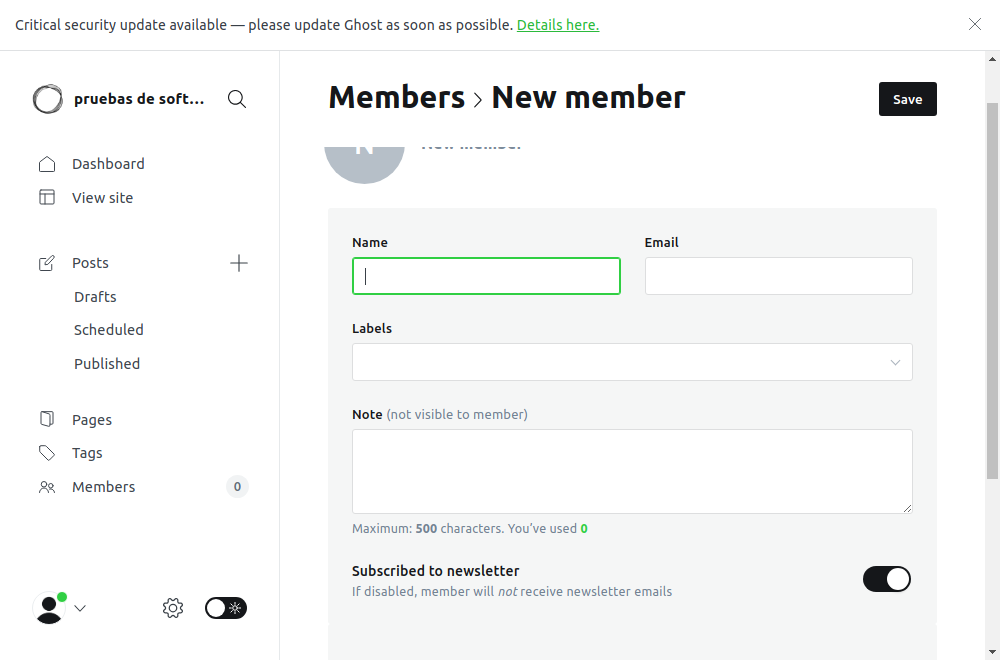 Critical security update available — please update Ghost as soon as possible. Details here.
pruebas de soft...
Members > New member
Save
Dashboard
View site
N New member
Posts
Drafts
Scheduled
Published
Pages
Tags
Members 0
Name
Email
Labels
Note (not visible to member)
Maximum: 500 characters. You've used 0
Subscribed to newsletter
If disabled, member will not receive newsletter emails